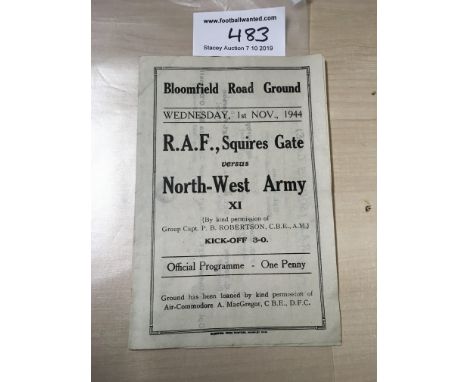 www.footballwanted.com
483
Stacey Auction 7 10 2019
Bloomfield Road Ground
WEDNESDAY, 1st NOV., 1944
R.A.F., Squires Gate
versus
North-West Army
XI
(By kind permission of
Group Capt. P. B. ROBERTSON, C.B.E., A.M.)
KICK-OFF 3-0.
Official Programme - One Penny
Ground has been loaned by kind permission of
Air-Commodore A. MacGregor, C B.E., D.F.C.